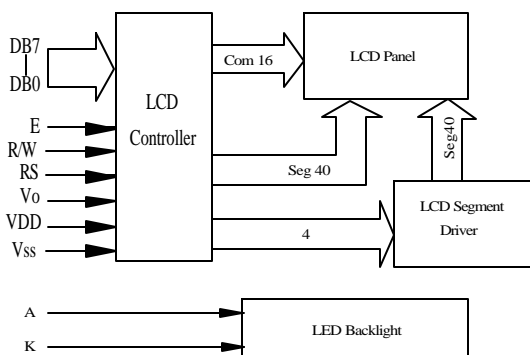 DB7
DB0
E
R/W
RS
Vo
VDD
Vss
LCD
Controller
Com 16
Seg 40
4
LCD Panel
Seg40
LCD Segment
Driver
A
K
LED Backlight